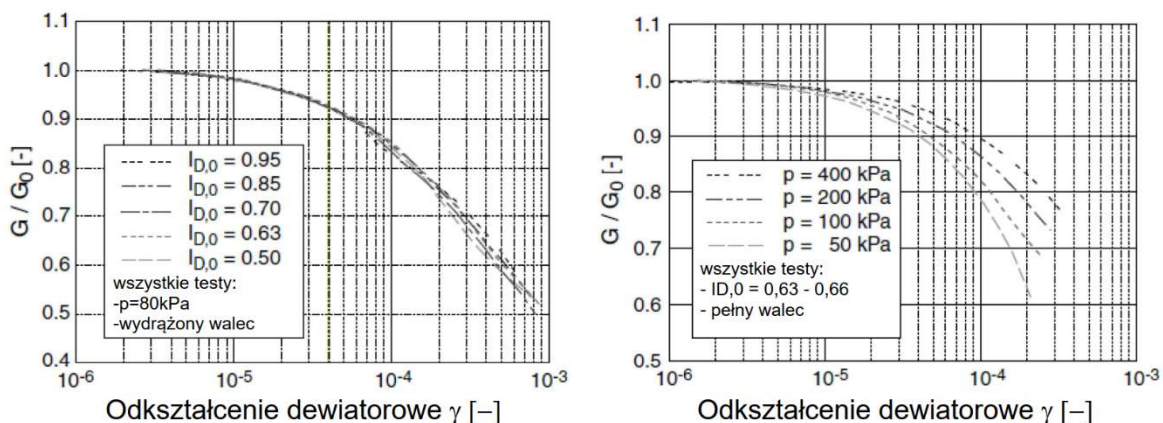 1.1
1.0
0.9
0.8
0.7
0.6
0.5
0.4
G / G0 [-]
ID,0 = 0.95
ID,0 = 0.85
ID,0 = 0.70
ID,0 = 0.63
ID,0 = 0.50
wszystkie testy:
-p=80kPa
-wydrążony walec
10-6
10-5
10-4
10-3
Odkształcenie dewiatorowe γ [–]
1.1
1.0
0.9
0.8
0.7
0.6
0.5
G / G0 [-]
p = 400 kPa
p = 200 kPa
p = 100 kPa
p = 50 kPa
wszystkie testy:
- ID,0 = 0,63 - 0,66
- pełny walec
10-6
10-5
10-4
10-3
Odkształcenie dewiatorowe γ [–]